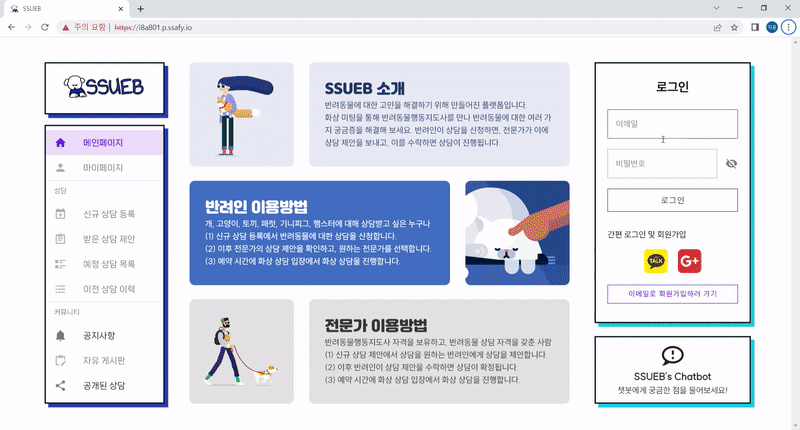 SSUEB
주의 요함
https://i8a801.p.ssafy.io
지윤
SSUEB
메인페이지
마이페이지
상담
신규 상담 등록
받은 상담 제안
예정 상담 목록
이전 상담 이력
커뮤니티
공지사항
자유 게시판
공개된 상담
SSUEB 소개
반려동물에 대한 고민을 해결하기 위해 만들어진 플랫폼입니다.
화상 미팅을 통해 반려동물행동지도사를 만나 반려동물에 대한 여러 가
지 궁금증을 해결해 보세요. 반려인이 상담을 신청하면, 전문가가 이에
상담 제안을 보내고, 이를 수락하면 상담이 진행됩니다.
반려인 이용방법
개, 고양이, 토끼, 패럿, 기니피그, 햄스터에 대해 상담받고 싶은 누구나
(1) 신규 상담 등록에서 반려동물에 대한 상담을 신청합니다.
(2) 이후 전문가의 상담 제안을 확인하고, 원하는 전문가를 선택합니다.
(3) 예약 시간에 화상 상담 입장에서 화상 상담을 진행합니다.
전문가 이용방법
반려동물행동지도사 자격을 보유하고, 반려동물 상담 자격을 갖춘 사람
(1) 신규 상담 제안에서 상담을 원하는 반려인에게 상담을 제안합니다.
(2) 이후 반려인이 상담 제안을 수락하면 상담이 확정됩니다.
(3) 예약 시간에 화상 상담 입장에서 화상 상담을 진행합니다.
로그인
이메일
비밀번호
로그인
간편 로그인 및 회원가입
TALK
G+
이메일로 회원가입하러 가기
SSUEB's Chatbot
챗봇에게 궁금한 점을 물어보세요!